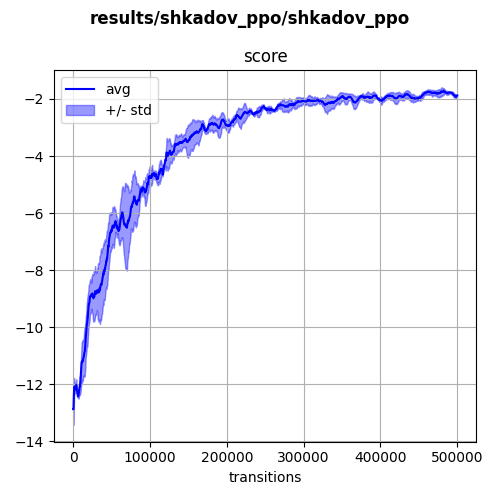 results/shkadov_ppo/shkadov_ppo
score
avg
+/- std
−2
−4
−6
−8
−10
−12
−14
0 100000 200000 300000 400000 500000
transitions